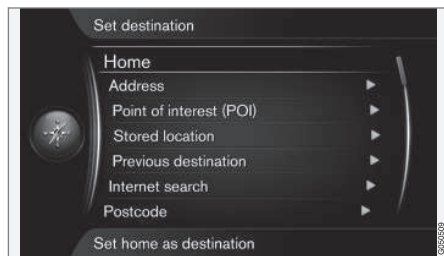 Set destination
Home
Address
Point of interest (POI)
Stored location
Previous destination
Internet search
Postcode
Set home as destination
G050509